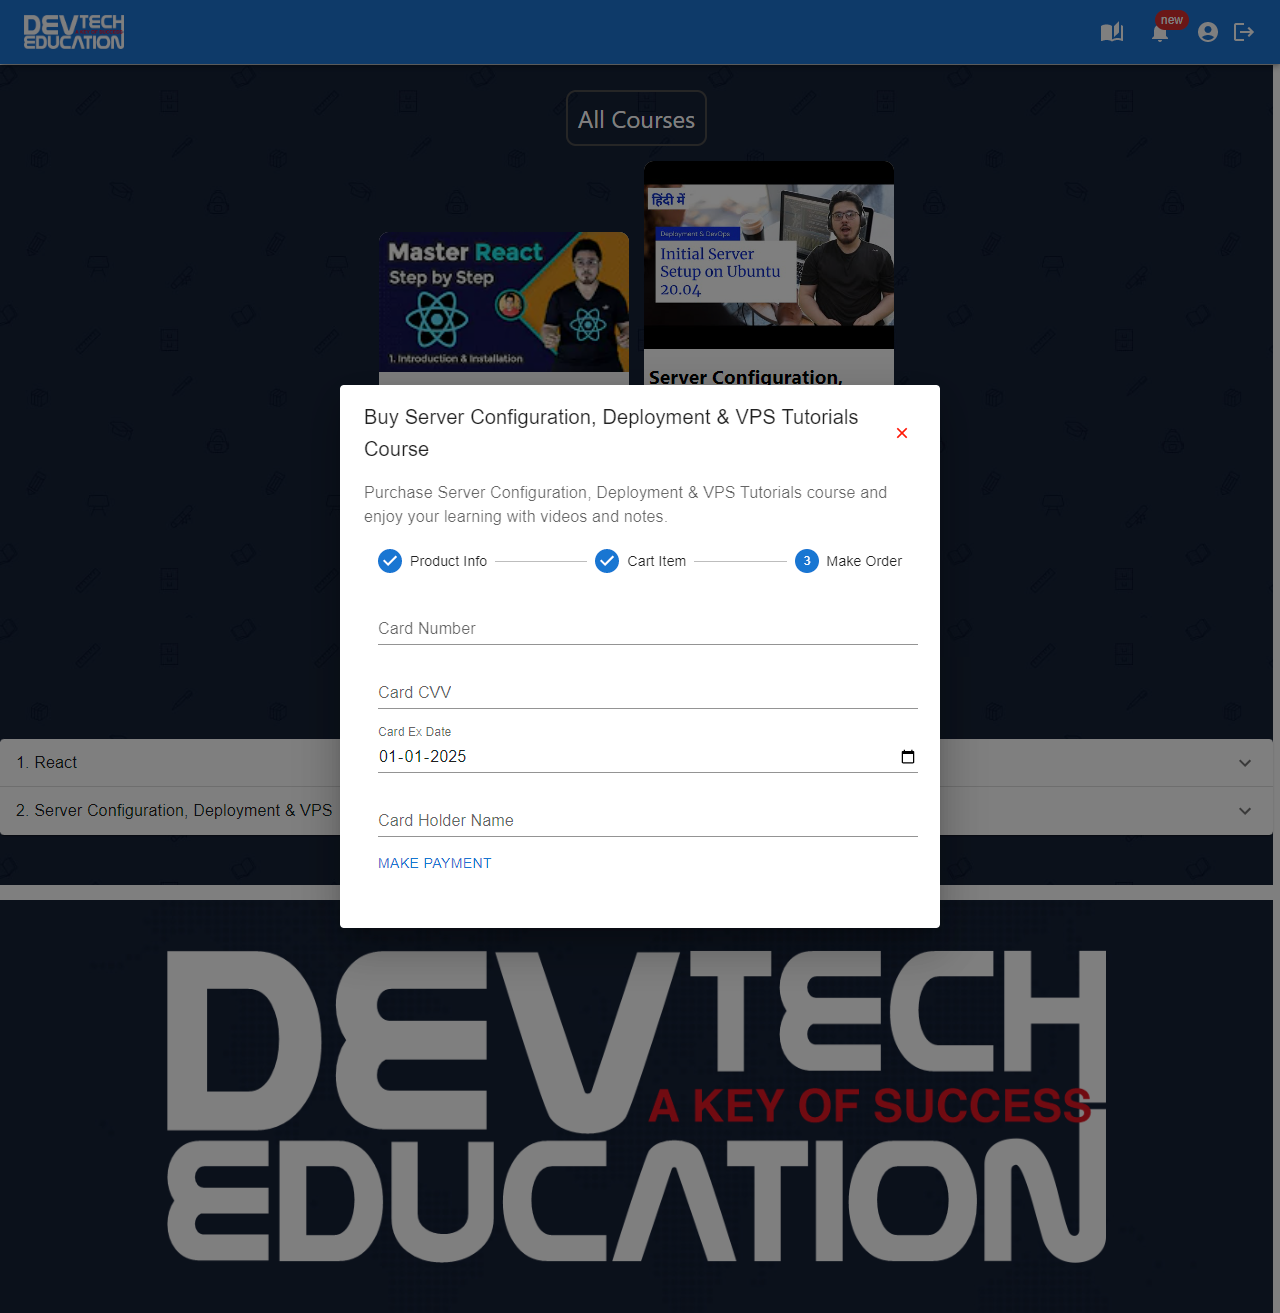 DEVTECH
EDUCATION
new
All Courses
Master React
Step by Step
1. Introduction & Installation
हिंदी में
Deployment & DevOps
Initial Server
Setup on Ubuntu
20.04
Server Configuration,
Buy Server Configuration, Deployment & VPS Tutorials
Course
Purchase Server Configuration, Deployment & VPS Tutorials course and
enjoy your learning with videos and notes.
Product Info
Cart Item
3 Make Order
Card Number
Card CVV
Card Ex Date
01-01-2025
Card Holder Name
MAKE PAYMENT
1. React
2. Server Configuration, Deployment & VPS
DEVTECH
A KEY OF SUCCESS
EDUCATION